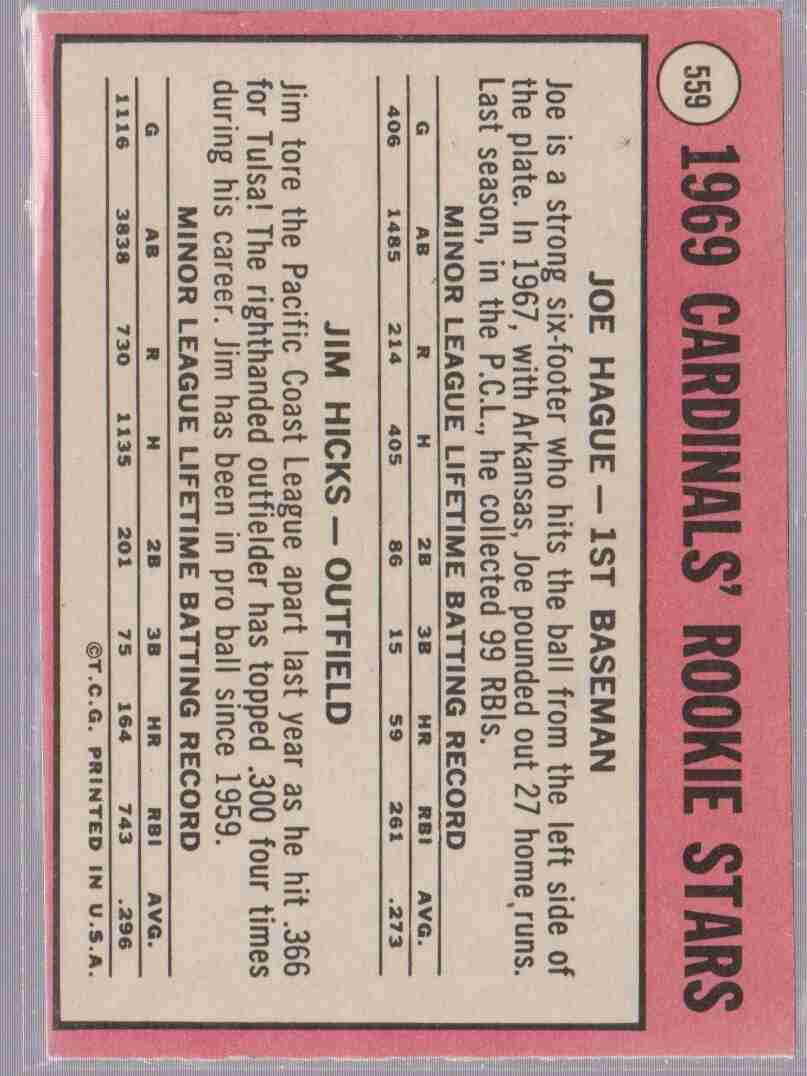 559
1969 CARDINALS' ROOKIE STARS
JOE HAGUE — 1ST BASEMAN
Joe is a strong six-footer who hits the ball from the left side of
the plate. In 1967, with Arkansas, Joe pounded out 27 home runs.
Last season, in the P.C.L., he collected 99 RBIs.
MINOR LEAGUE LIFETIME BATTING RECORD
G AB R H 2B 3B HR RBI AVG.
406 1485 214 405 86 15 59 261 .273
JIM HICKS — OUTFIELD
Jim tore the Pacific Coast League apart last year as he hit .366
for Tulsa! The righthanded outfielder has topped .300 four times
during his career. Jim has been in pro ball since 1959.
MINOR LEAGUE LIFETIME BATTING RECORD
G AB R H 2B 3B HR RBI AVG.
1116 3838 730 1135 201 75 164 743 .296
©T.C.G. PRINTED IN U.S.A.